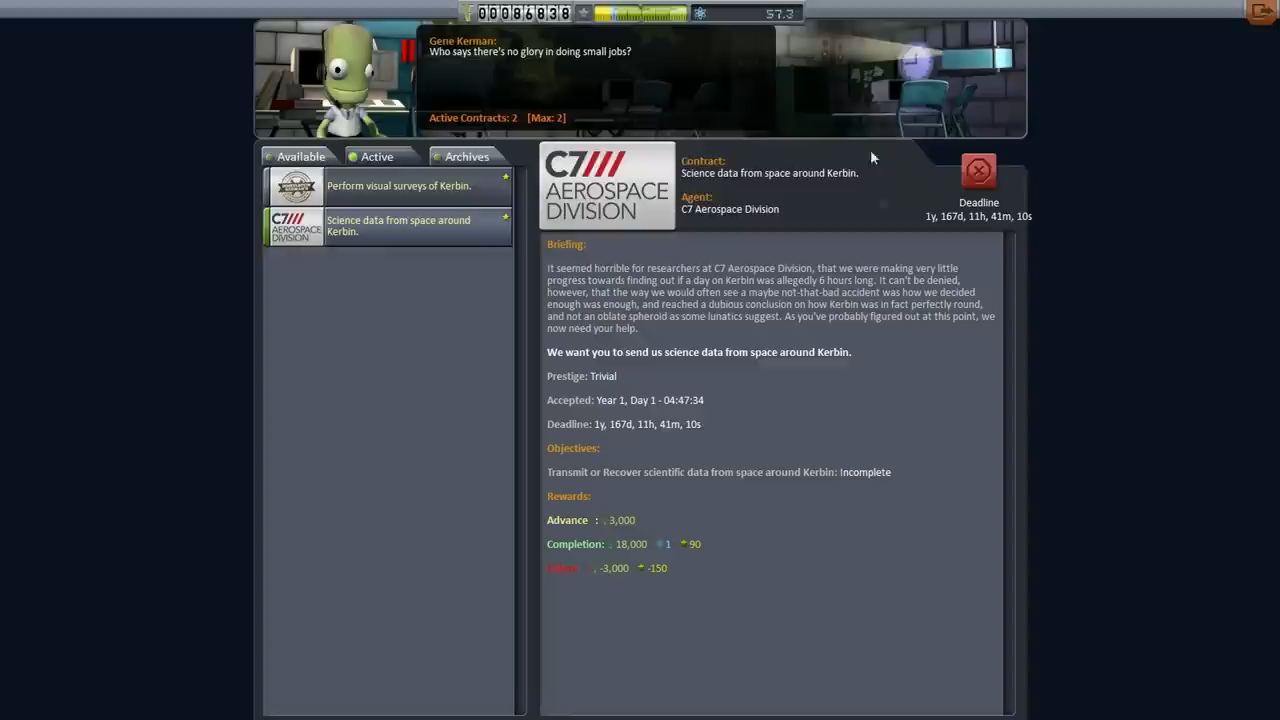 00086838
57.3
Gene Kerman:
Who says there's no glory in doing small jobs?
Active Contracts: 2 [Max: 2]
Available
Active
Archives
Perform visual surveys of Kerbin.
C7///
AEROSPACE
DIVISION
Science data from space around
Kerbin.
C7///
AEROSPACE
DIVISION
Contract:
Science data from space around Kerbin.
Agent:
C7 Aerospace Division
Deadline
1y, 167d, 11h, 41m, 10s
Briefing:
It seemed horrible for researchers at C7 Aerospace Division, that we were making very little
progress towards finding out if a day on Kerbin was allegedly 6 hours long. It can't be denied,
however, that the way we would often see a maybe not-that-bad accident was how we decided
enough was enough, and reached a dubious conclusion on how Kerbin was in fact perfectly round,
and not an oblate spheroid as some lunatics suggest. As you've probably figured out at this point, we
now need your help.
We want you to send us science data from space around Kerbin.
Prestige: Trivial
Accepted: Year 1, Day 1 - 04:47:34
Deadline: 1y, 167d, 11h, 41m, 10s
Objectives:
Transmit or Recover scientific data from space around Kerbin: Incomplete
Rewards:
Advance : 3,000
Completion: 18,000 1 90
-3,000 -150